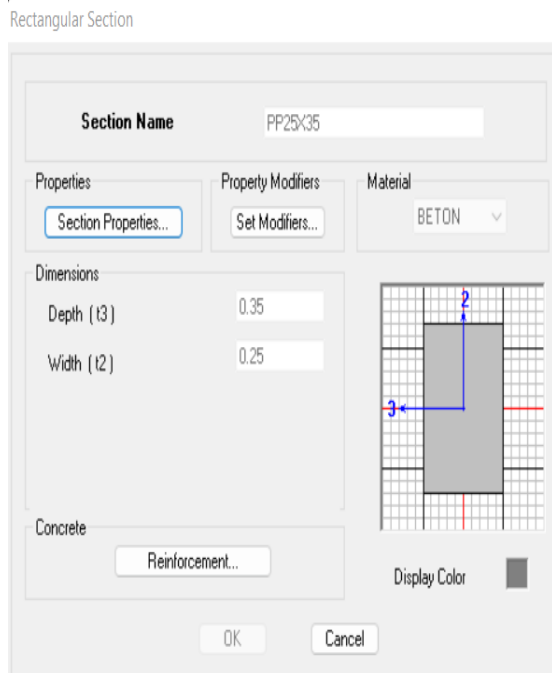 Rectangular Section
Section Name PP25X35
Properties Property Modifiers Material
Section Properties... Set Modifiers... BETON
Dimensions
Depth ( t3 ) 0.35
Width ( t2 ) 0.25
2
3
Concrete
Reinforcement...
Display Color
OK Cancel